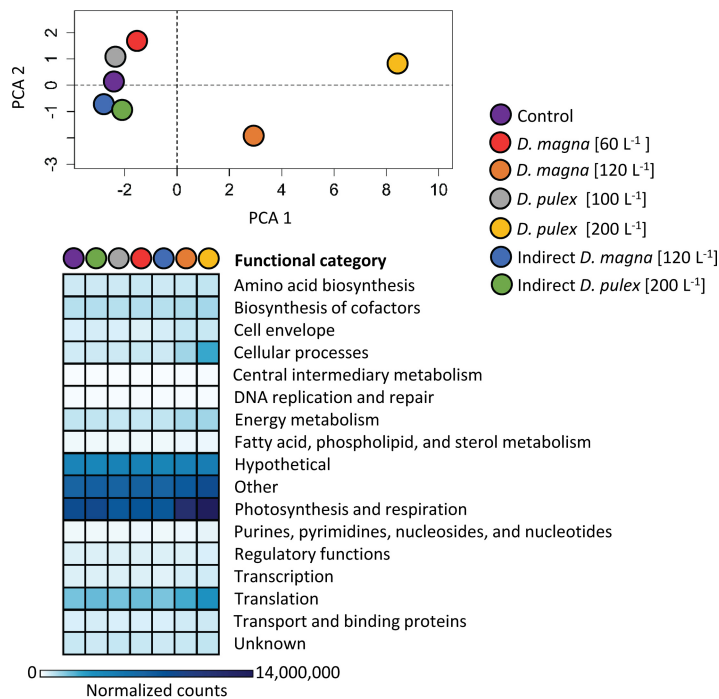 2
1
0
-1
-3
PCA 2
-2 0 2 4 6 8 10
PCA 1
Control
D. magna [60 L-1 ]
D. magna [120 L-1]
D. pulex [100 L-1]
D. pulex [200 L-1]
Indirect D. magna [120 L-1]
Indirect D. pulex [200 L-1]
Functional category
Amino acid biosynthesis
Biosynthesis of cofactors
Cell envelope
Cellular processes
Central intermediary metabolism
DNA replication and repair
Energy metabolism
Fatty acid, phospholipid, and sterol metabolism
Hypothetical
Other
Photosynthesis and respiration
Purines, pyrimidines, nucleosides, and nucleotides
Regulatory functions
Transcription
Translation
Transport and binding proteins
Unknown
0 14,000,000
Normalized counts